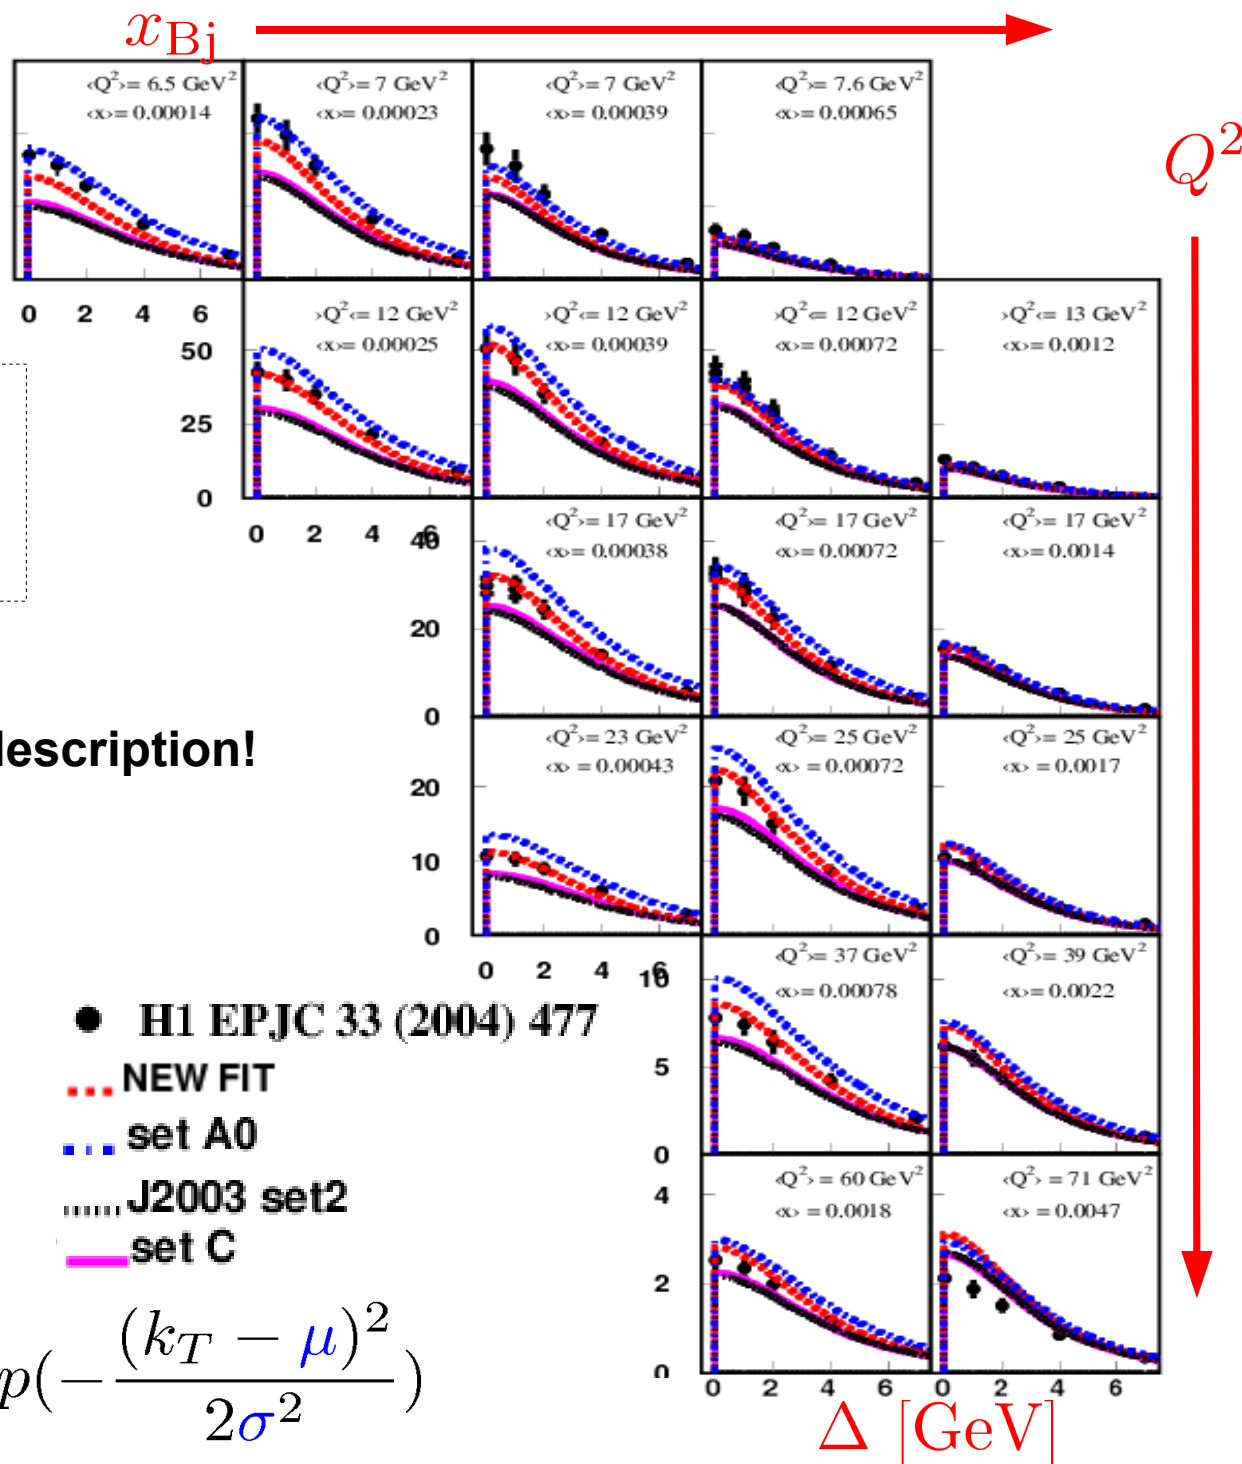 x_Bj
Q²
‹Q²›= 6.5 GeV²
‹x›= 0.00014
‹Q²›= 7 GeV²
‹x›= 0.00023
‹Q²›= 7 GeV²
‹x›= 0.00039
‹Q²›= 7.6 GeV²
‹x›= 0.00065
0 2 4 6
›Q²‹= 12 GeV²
‹x›= 0.00025
›Q²‹= 12 GeV²
‹x›= 0.00039
›Q²‹= 12 GeV²
‹x›= 0.00072
›Q²‹= 13 GeV²
‹x›= 0.0012
50
25
0
0 2 4 6
‹Q²›= 17 GeV²
‹x›= 0.00038
‹Q²›= 17 GeV²
‹x›= 0.00072
‹Q²›= 17 GeV²
‹x›= 0.0014
40
20
0
‹Q²›= 23 GeV²
‹x› = 0.00043
‹Q²›= 25 GeV²
‹x› = 0.00072
‹Q²›= 25 GeV²
‹x› = 0.0017
20
10
0
description!
0 2 4 6
‹Q²›= 37 GeV²
‹x›= 0.00078
‹Q²›= 39 GeV²
‹x›= 0.0022
10
5
0
H1 EPJC 33 (2004) 477
NEW FIT
set A0
J2003 set2
set C
‹Q²› = 60 GeV²
‹x› = 0.0018
‹Q²› = 71 GeV²
‹x› = 0.0047
4
2
0
0 2 4 6
0 2 4 6
p(−(k_T − μ)²/2σ²)
Δ [GeV]